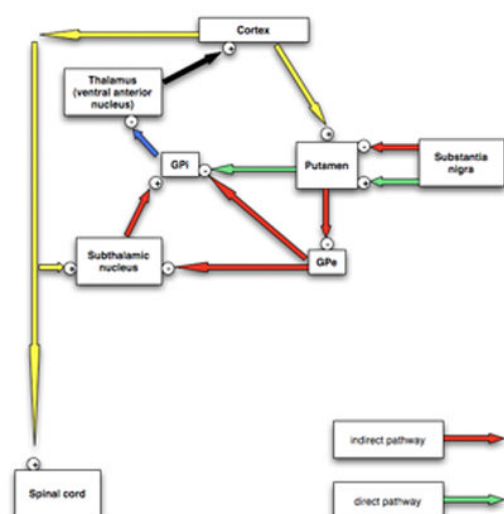 Cortex
+
Thalamus
(ventral anterior
nucleus)
-
+
GPi
-
Putamen
-
Substantia
nigra
+
+
-
Subthalamic
nucleus
+
-
GPe
+
Spinal cord
indirect pathway
direct pathway